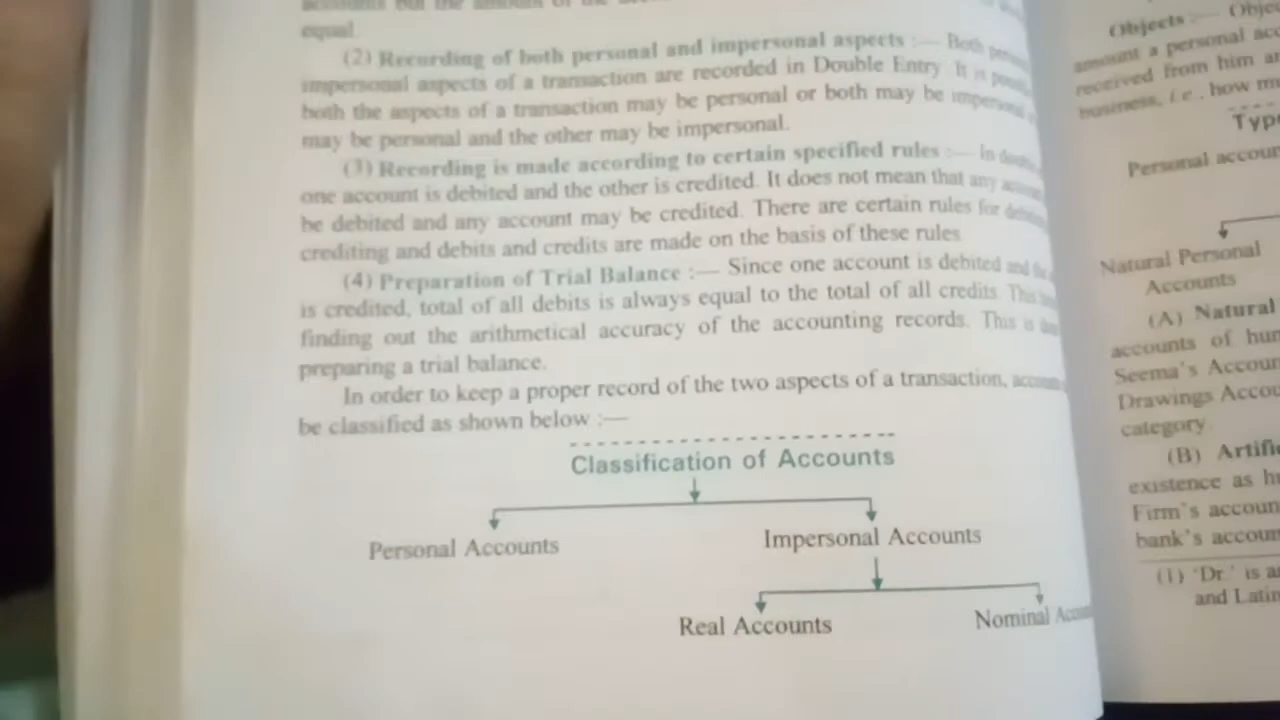 equal.
(2) Recording of both personal and impersonal aspects :— Both
impersonal aspects of a transaction are recorded in Double Entry. It is
both the aspects of a transaction may be personal or both may be
may be personal and the other may be impersonal.
(3) Recording is made according to certain specified rules :— In
one account is debited and the other is credited. It does not mean that any
be debited and any account may be credited. There are certain rules for
crediting and debits and credits are made on the basis of these rules
(4) Preparation of Trial Balance :— Since one account is debited and
is credited, total of all debits is always equal to the total of all credits. This
finding out the arithmetical accuracy of the accounting records. This is
preparing a trial balance.
In order to keep a proper record of the two aspects of a transaction,
be classified as shown below :—
Classification of Accounts
Personal Accounts
Impersonal Accounts
Real Accounts
Nominal
Objects :—
amount a personal
received from him
business, i.e., how
Personal
Natural Personal
Accounts
(A) Natural
accounts of
Seema's
Drawings
category.
(B)
existence as
Firm's
bank's
(1) 'Dr.' is
and